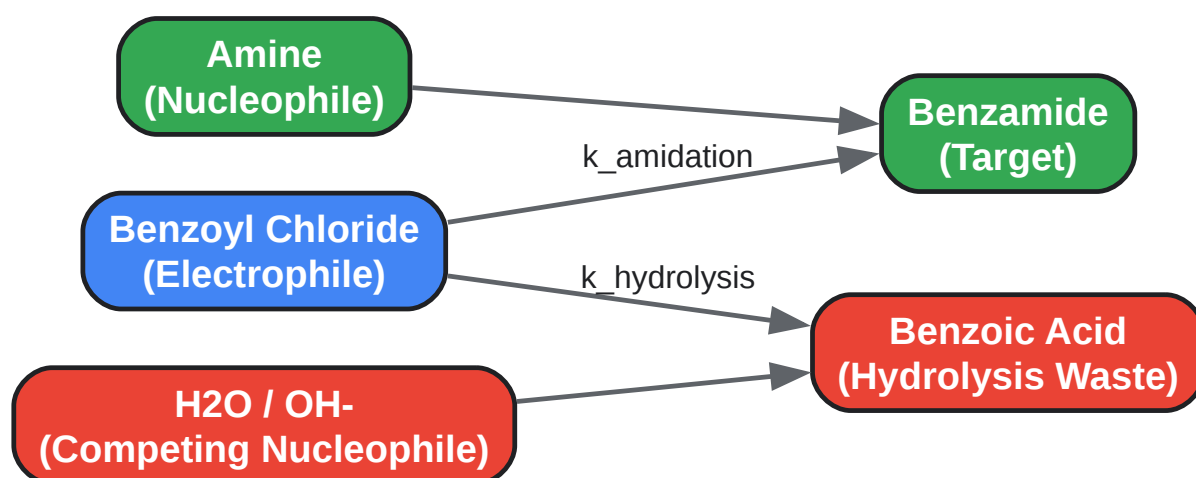 Amine
(Nucleophile)
Benzamide
(Target)
k_amidation
Benzoyl Chloride
(Electrophile)
k_hydrolysis
Benzoic Acid
(Hydrolysis Waste)
H2O / OH-
(Competing Nucleophile)